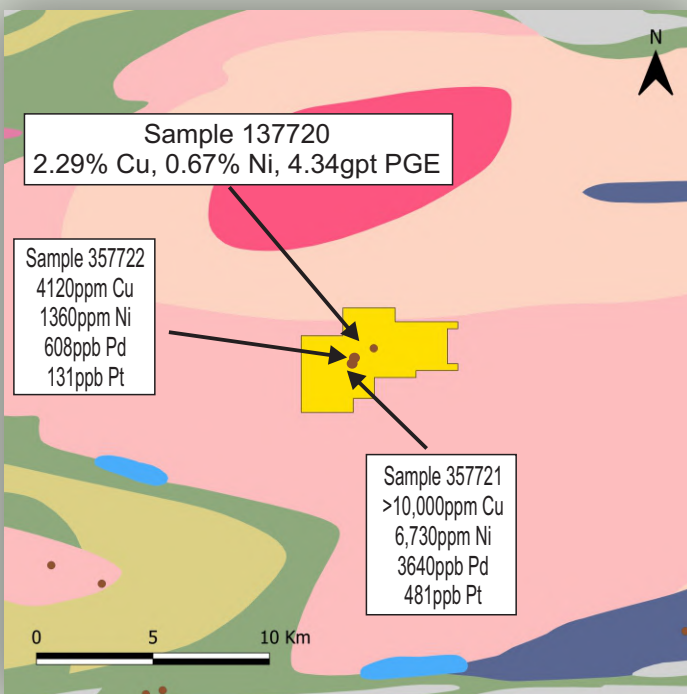 N
Sample 137720
2.29% Cu, 0.67% Ni, 4.34gpt PGE
Sample 357722
4120ppm Cu
1360ppm Ni
608ppb Pd
131ppb Pt
Sample 357721
>10,000ppm Cu
6,730ppm Ni
3640ppb Pd
481ppb Pt
0 5 10 Km